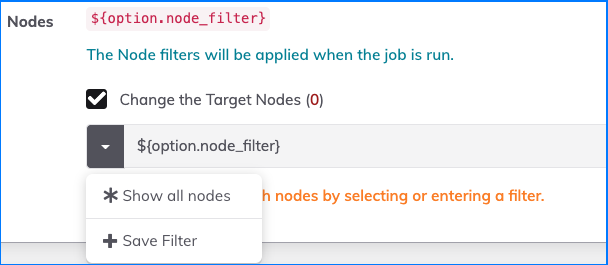 Nodes
${option.node_filter}
The Node filters will be applied when the job is run.
Change the Target Nodes (0)
${option.node_filter}
Show all nodes
nodes by selecting or entering a filter.
Save Filter